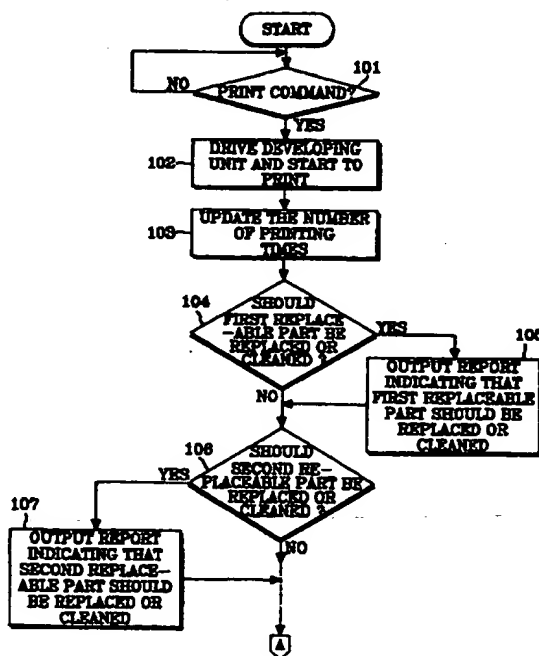 START
101
NO
PRINT COMMAND?
YES
DRIVE DEVELOPING
102
UNIT AND START TO
PRINT
UPDATE THE NUMBER
103
OF PRINTING
TIMES
104
SHOULD
FIRST REPLACE
-ABLE PART BE
REPLACED OR
CLEANED ?
YES
105
NO
OUTPUT REPORT
INDICATING THAT
FIRST REPLACEABLE
PART SHOULD BE
REPLACED OR
CLEANED
106
SHOULD
SECOND RE-
PLACEABLE PART BE
REPLACED OR
CLEANED ?
YES
NO
107
OUTPUT REPORT
INDICATING THAT
SECOND REPLACE-
ABLE PART SHOULD
BE REPLACED OR
CLEANED
A